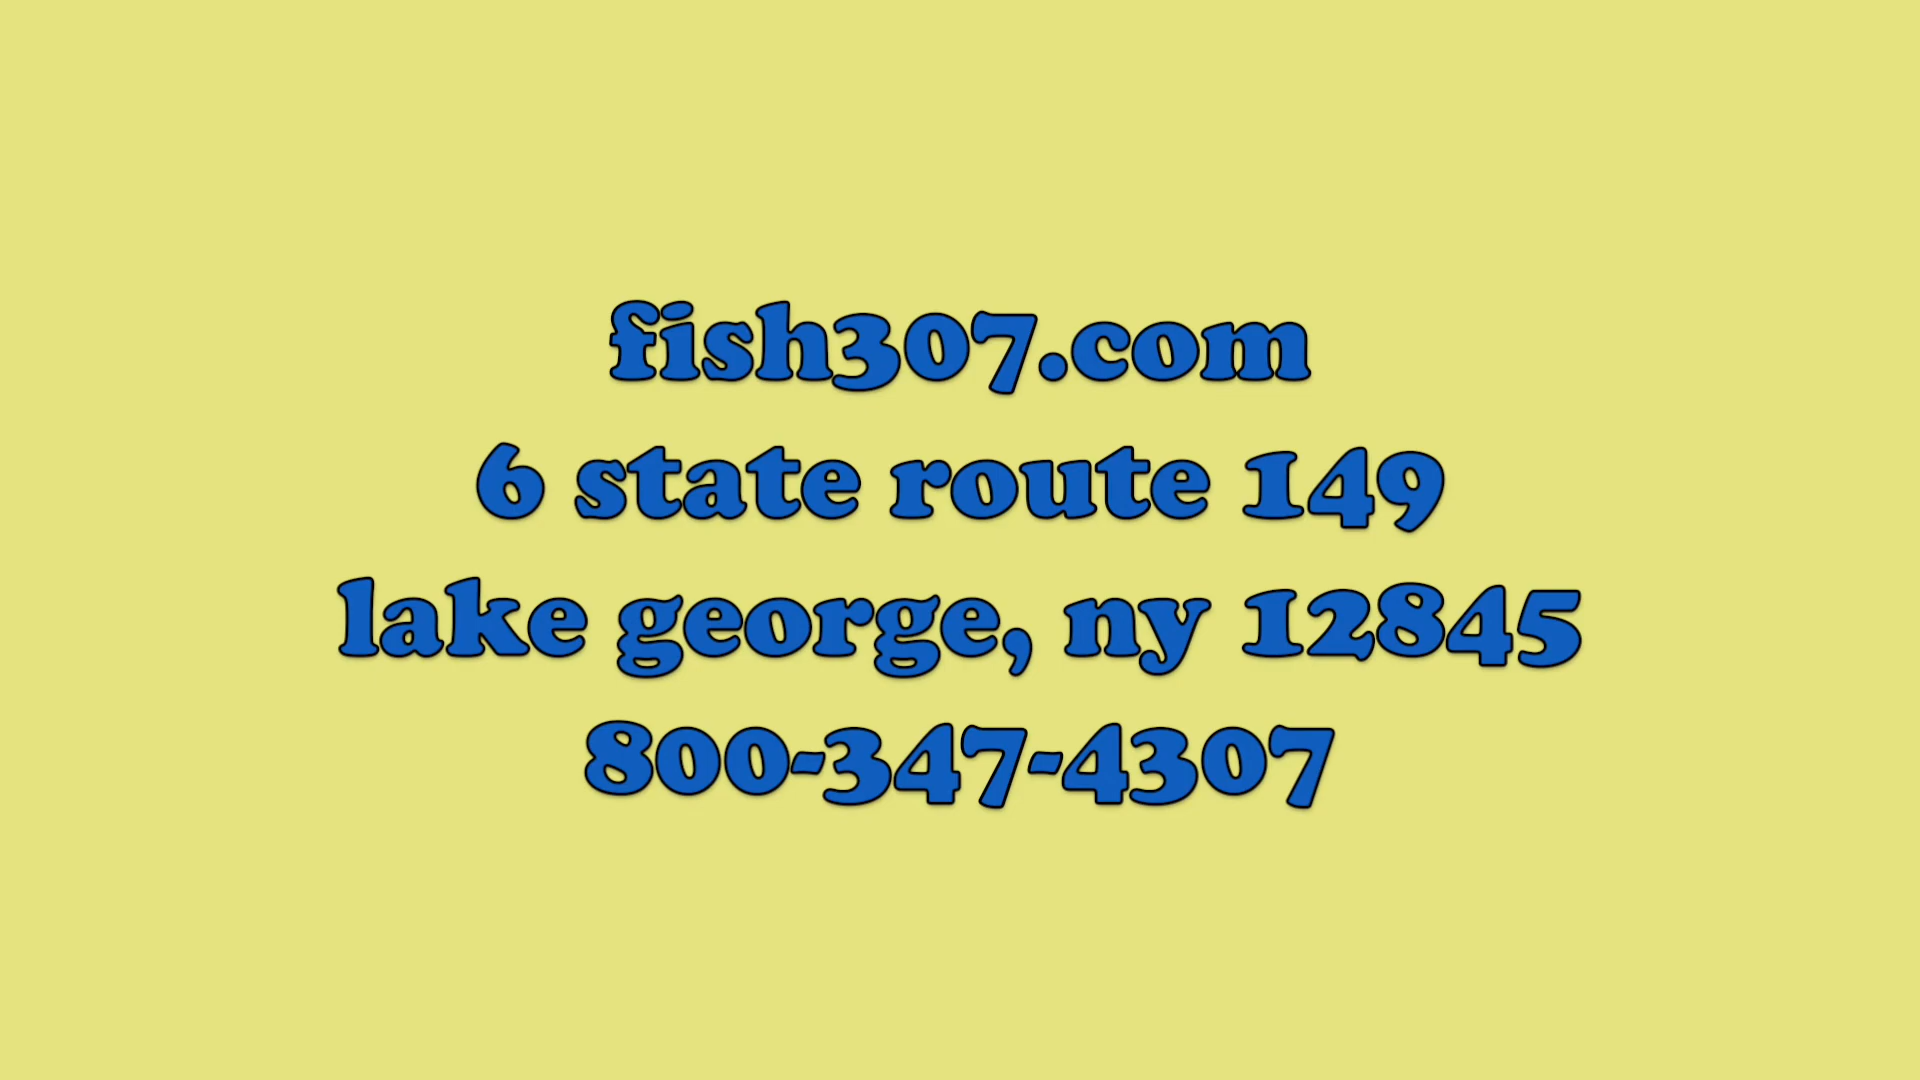 fish307.com
6 state route 149
lake george, ny 12845
800-347-4307